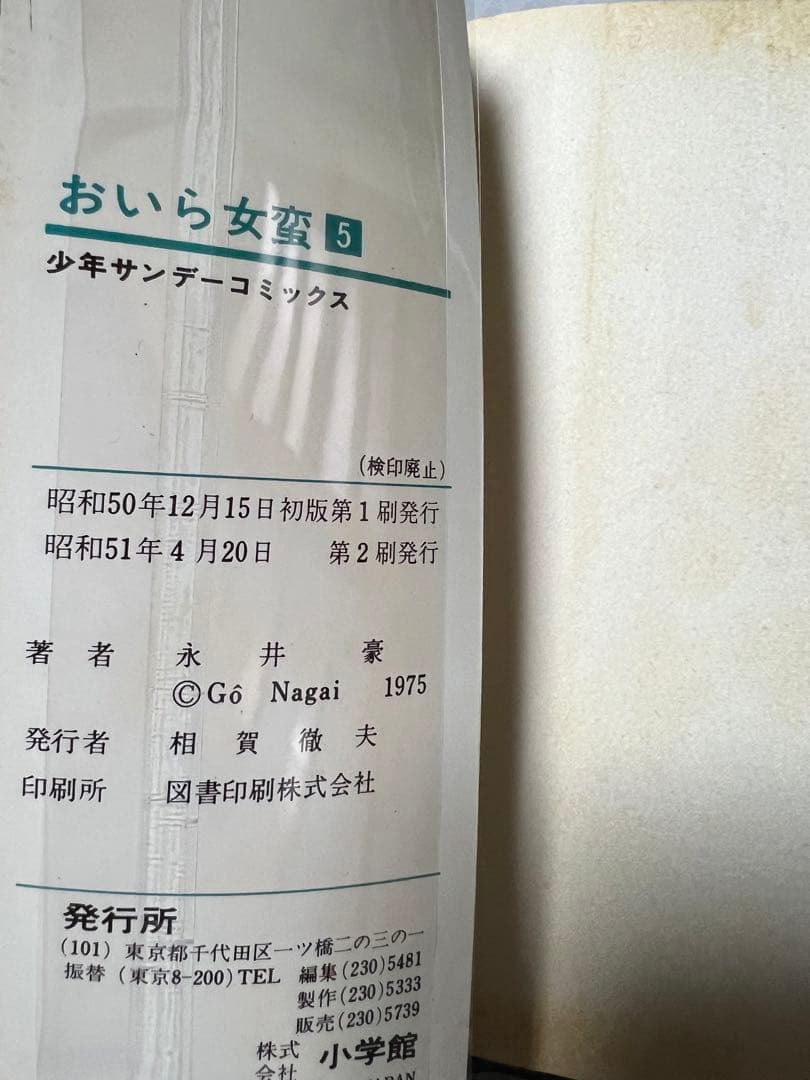 おいら女蛮 5
少年サンデーコミックス
(検印廃止)
昭和50年12月15日初版第1刷発行
昭和51年4月20日 第2刷発行
著者 永井豪
©Gô Nagai 1975
発行者 相賀徹夫
印刷所 図書印刷株式会社
発行所
(101) 東京都千代田区一ツ橋二の三の一
振替 (東京8-200) TEL 編集(230)5481
製作(230)5333
販売(230)5739
株式会社 小学館